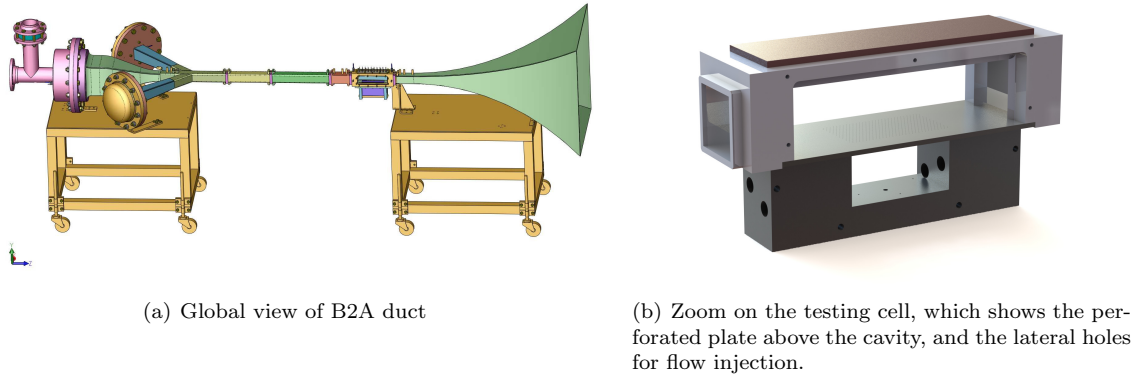 (a) Global view of B2A duct
(b) Zoom on the testing cell, which shows the per-
forated plate above the cavity, and the lateral holes
for flow injection.